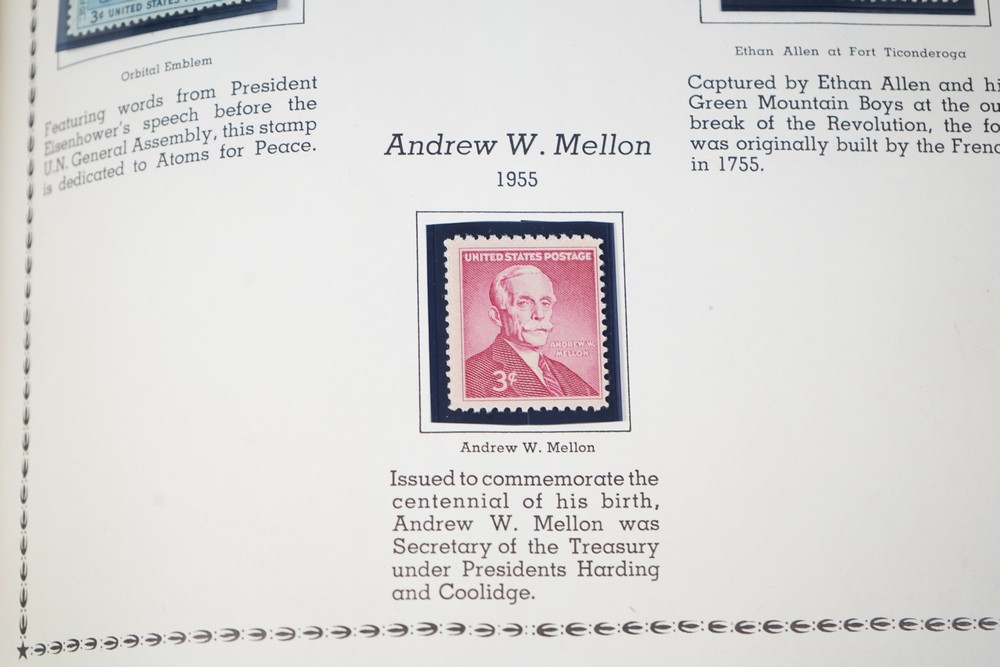 3¢ UNITED STATES
Orbital Emblem
Featuring words from President
Eisenhower's speech before the
U.N. General Assembly, this stamp
is dedicated to Atoms for Peace.
Ethan Allen at Fort Ticonderoga
Captured by Ethan Allen and hi
Green Mountain Boys at the ou
break of the Revolution, the fo
was originally built by the Frenc
in 1755.
Andrew W. Mellon
1955
UNITED STATES POSTAGE
ANDREW W.
MELLON
3¢
Andrew W. Mellon
Issued to commemorate the
centennial of his birth,
Andrew W. Mellon was
Secretary of the Treasury
under Presidents Harding
and Coolidge.